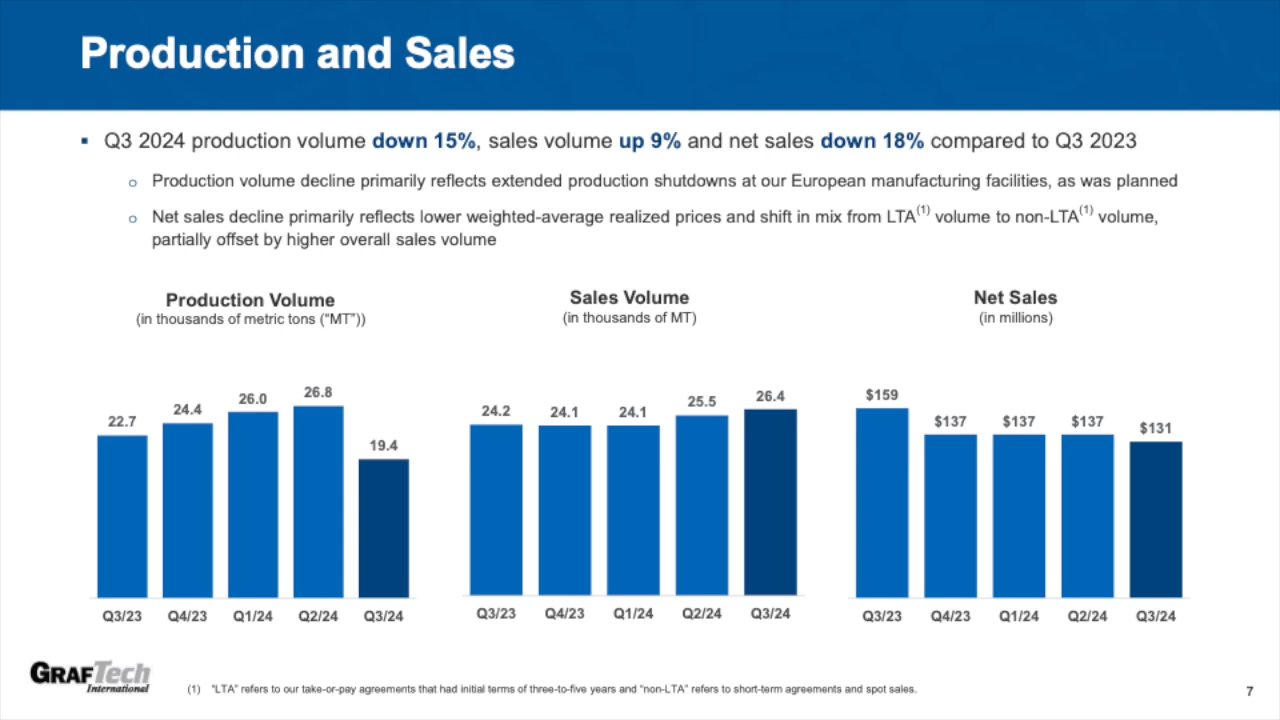 Production and Sales
▪ Q3 2024 production volume down 15%, sales volume up 9% and net sales down 18% compared to Q3 2023
o Production volume decline primarily reflects extended production shutdowns at our European manufacturing facilities, as was planned
o Net sales decline primarily reflects lower weighted-average realized prices and shift in mix from LTA(1) volume to non-LTA(1) volume,
partially offset by higher overall sales volume
Production Volume
(in thousands of metric tons (“MT”))
22.7 24.4 26.0 26.8 19.4
Q3/23 Q4/23 Q1/24 Q2/24 Q3/24
Sales Volume
(in thousands of MT)
24.2 24.1 24.1 25.5 26.4
Q3/23 Q4/23 Q1/24 Q2/24 Q3/24
Net Sales
(in millions)
$159 $137 $137 $137 $131
Q3/23 Q4/23 Q1/24 Q2/24 Q3/24
GRAFTech
International
(1) “LTA” refers to our take-or-pay agreements that had initial terms of three-to-five years and “non-LTA” refers to short-term agreements and spot sales.
7